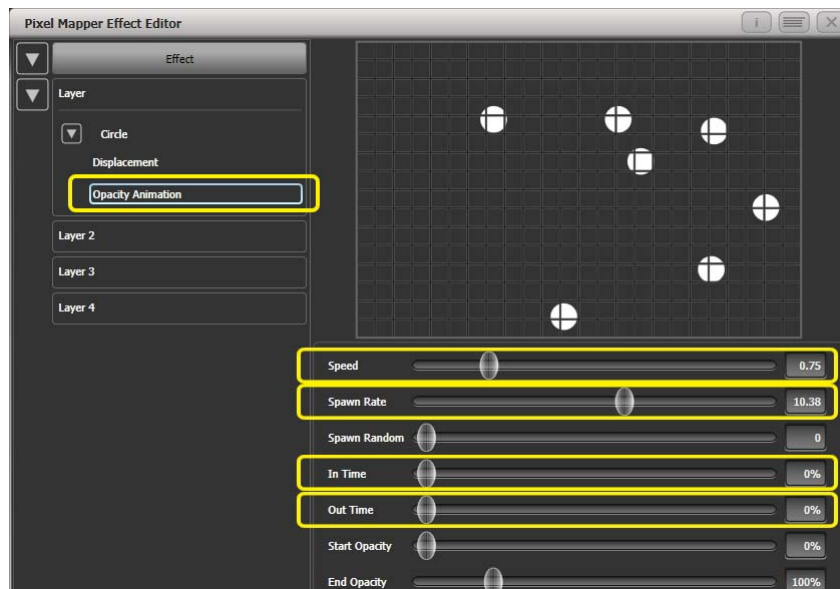 Pixel Mapper Effect Editor
i
Effect
Layer
Circle
Displacement
Opacity Animation
Layer 2
Layer 3
Layer 4
Speed 0.75
Spawn Rate 10.38
Spawn Random 0
In Time 0%
Out Time 0%
Start Opacity 0%
End Opacity 100%